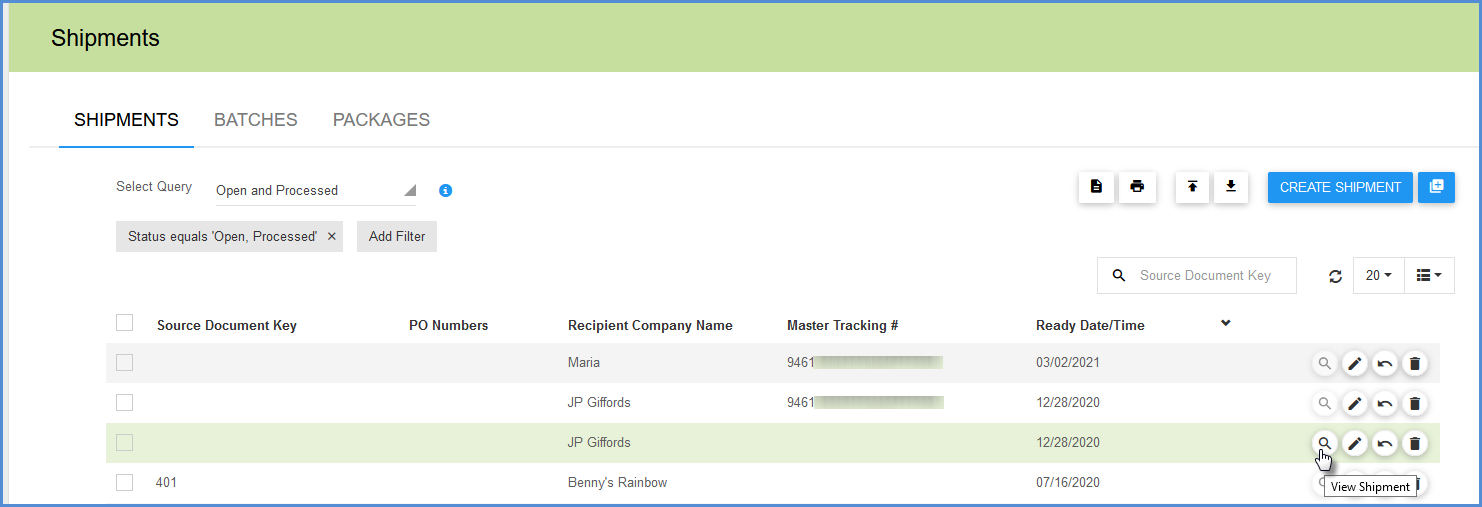 Shipments
SHIPMENTS BATCHES PACKAGES
Select Query Open and Processed CREATE SHIPMENT
Status equals 'Open, Processed' × Add Filter
Source Document Key 20
Source Document Key PO Numbers Recipient Company Name Master Tracking # Ready Date/Time
Maria 9461 03/02/2021
JP Giffords 9461 12/28/2020
JP Giffords 12/28/2020
401 Benny's Rainbow 07/16/2020
View Shipment